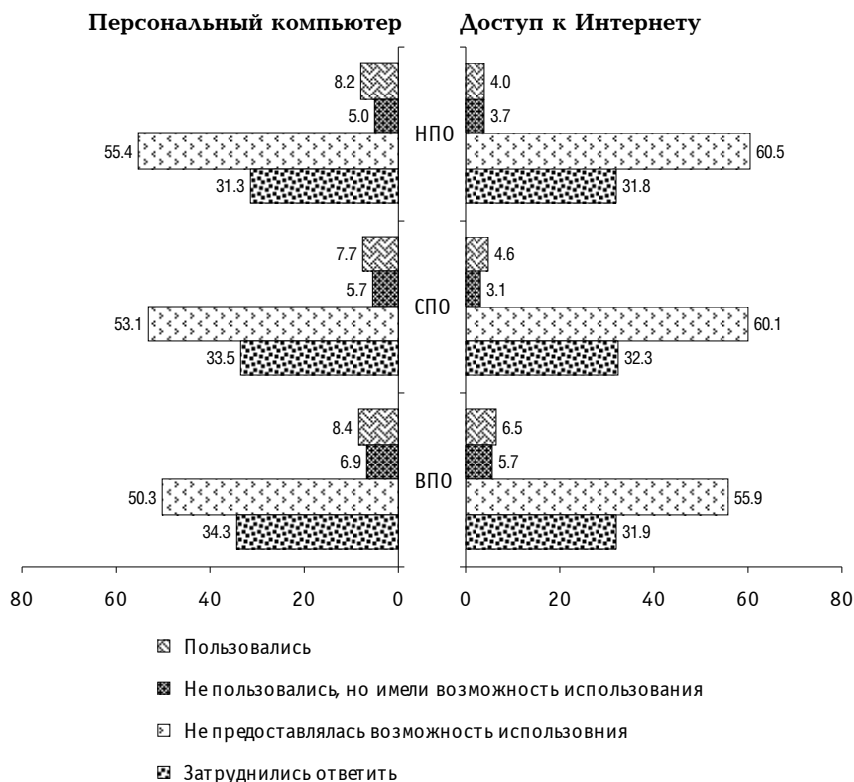 Персональный компьютер Доступ к Интернету
8.2 4.0
5.0 НПО 3.7
55.4 60.5
31.3 31.8
7.7 4.6
5.7 СПО 3.1
53.1 60.1
33.5 32.3
8.4 6.5
6.9 ВПО 5.7
50.3 55.9
34.3 31.9
80 60 40 20 0 0 20 40 60 80
Пользовались
Не пользовались, но имели возможность использования
Не предоставлялась возможность использовния
Затруднились ответить